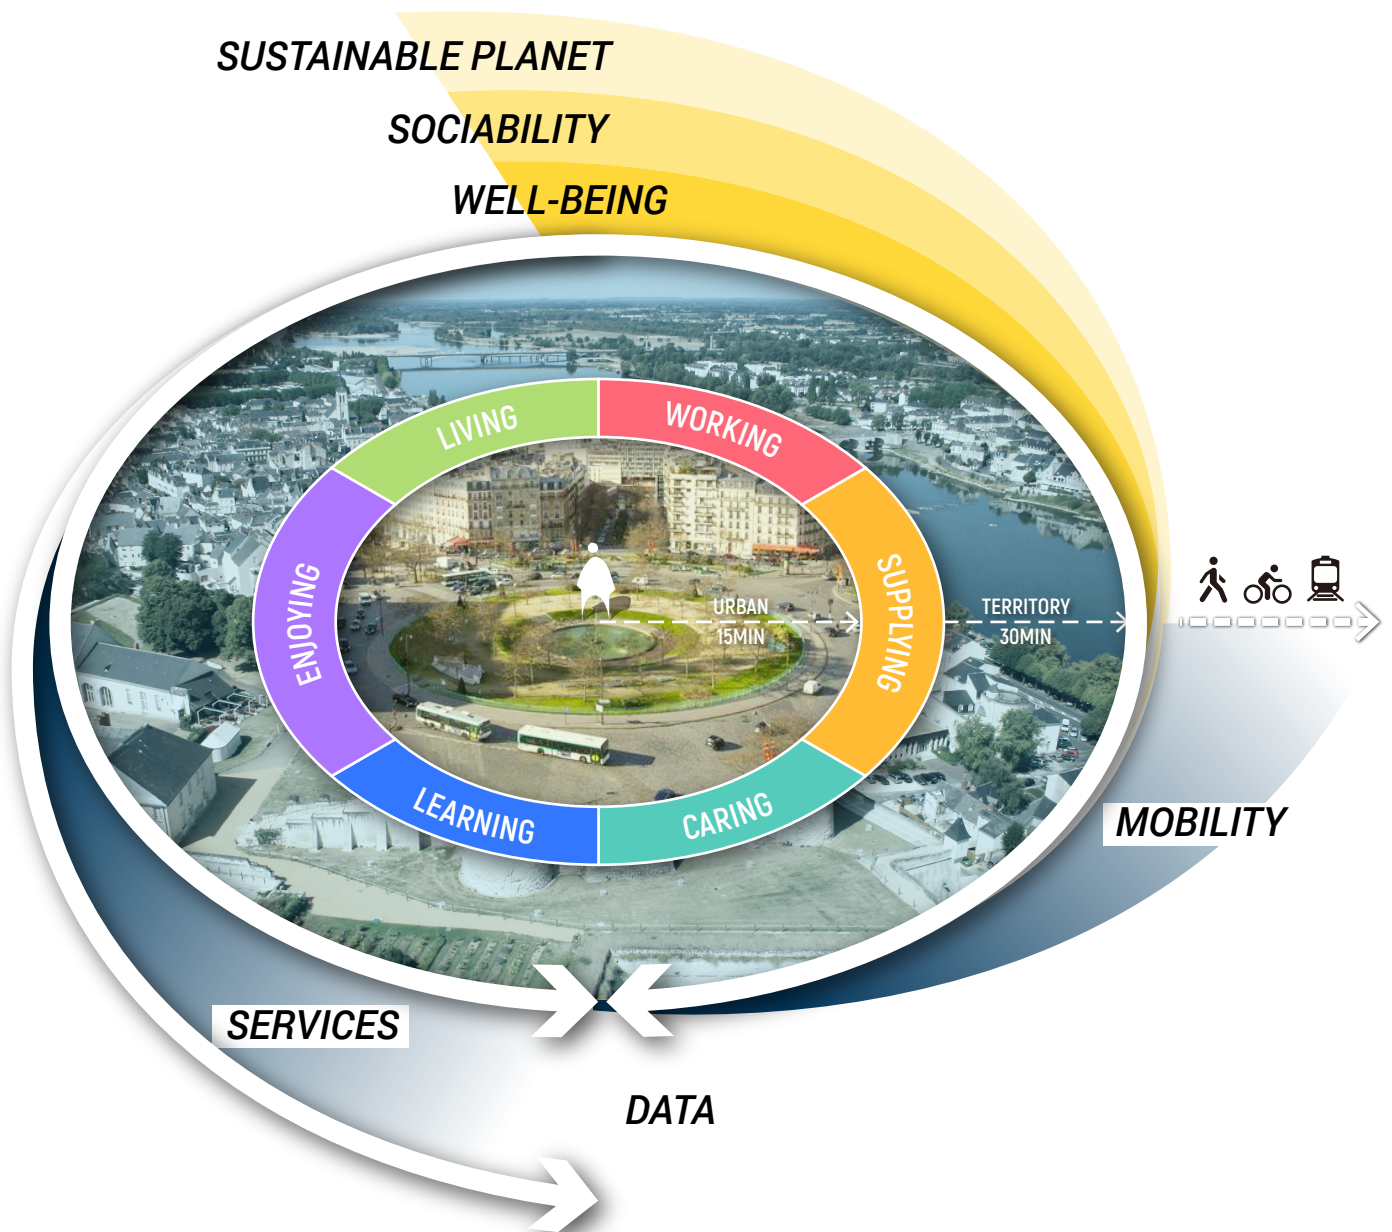 SUSTAINABLE PLANET
SOCIABILITY
WELL-BEING
LIVING
WORKING
ENJOYING
SUPPLYING
URBAN
15MIN
TERRITORY
30MIN
LEARNING
CARING
MOBILITY
SERVICES
DATA